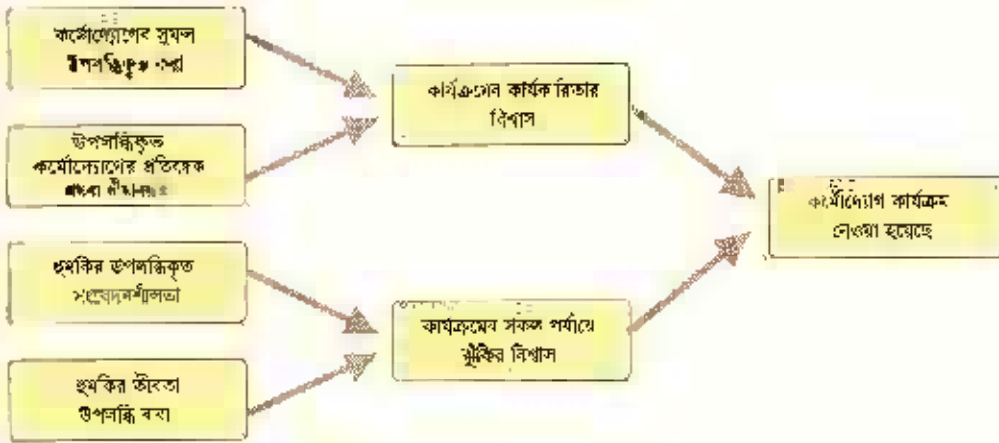 কর্মোদ্যোগের সুফল
উপলব্ধিকৃত করা
উপলব্ধিকৃত
কর্মোদ্যোগের প্রতিবন্ধক
হুমকির উপলব্ধিকৃত
সংবেদনশীলতা
হুমকির তীব্রতা
উপলব্ধি করা
কার্যক্রমের কার্যকারিতার
বিশ্বাস
কার্যক্রমের সকল পর্যায়ে
ঝুঁকির বিশ্বাস
কর্মোদ্যোগ কার্যক্রম
নেওয়া হয়েছে